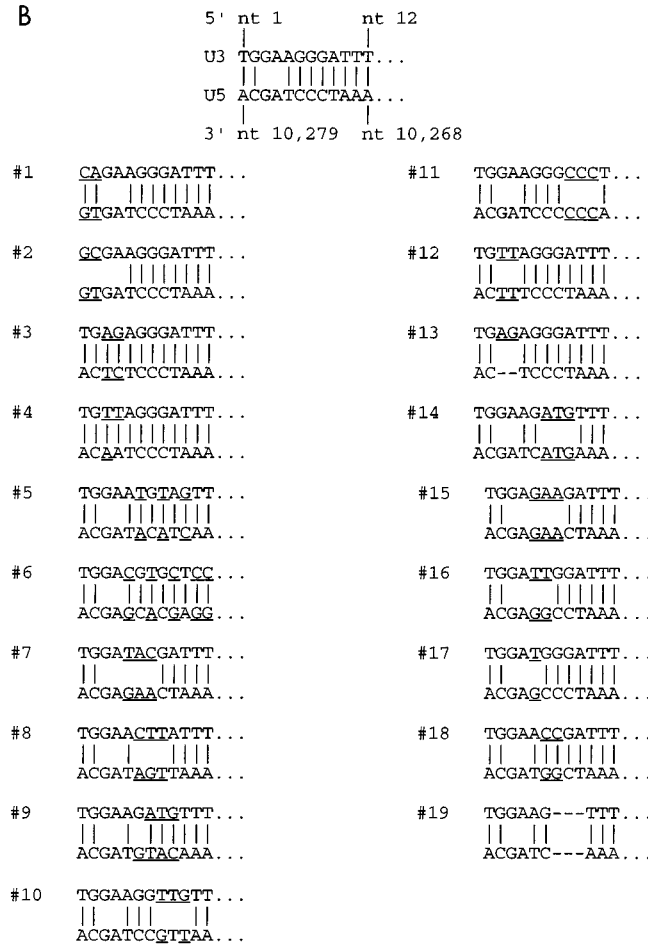 B
5' nt 1 nt 12
U3 TGGAAGGGATTT...
U5 ACGATCCCTAAA...
3' nt 10,279 nt 10,268
#1 CAGAAGGGATTT...
GTGATCCCTAAA...
#2 GCGAAGGGATTT...
GTGATCCCTAAA...
#3 TGAGAGGGATTT...
ACTCTCCCTAAA...
#4 TGTTAGGGATTT...
ACAATCCCTAAA...
#5 TGGAATGTAGTT...
ACGATACATCAA...
#6 TGGACGTGCTCC...
ACGAGCACGAGG...
#7 TGGATACGATTT...
ACGAGAACTAAA...
#8 TGGAACTTATTT...
ACGATAGTTAAA...
#9 TGGAAGATGTTT...
ACGATGTACAAA...
#10 TGGAAGGTTGTT...
ACGATCCGTTAA...
#11 TGGAAGGGCCCT...
ACGATCCCCCCA...
#12 TGTTAGGGATTT...
ACTTTCCCTAAA...
#13 TGAGAGGGATTT...
AC--TCCCTAAA...
#14 TGGAAGATGTTT...
ACGATCATGAAA...
#15 TGGAGAAGATTT...
ACGAGAACTAAA...
#16 TGGATTGGATTT...
ACGAGGCCTAAA...
#17 TGGATGGGATTT...
ACGAGCCCTAAA...
#18 TGGAACCGATTT...
ACGATGGCTAAA...
#19 TGGAAG---TTT...
ACGATC---AAA...